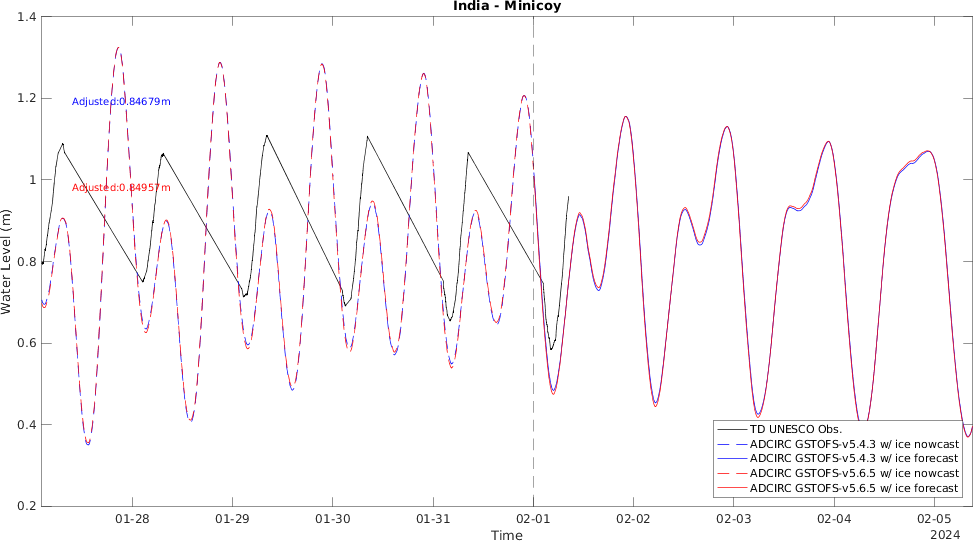 India - Minicoy
1.4
1.2
1
0.8
0.6
0.4
0.2
Water Level (m)
Adjusted:0.84679m
Adjusted:0.84957m
TD UNESCO Obs.
ADCIRC GSTOFS-v5.4.3 w/ ice nowcast
ADCIRC GSTOFS-v5.4.3 w/ ice forecast
ADCIRC GSTOFS-v5.6.5 w/ ice nowcast
ADCIRC GSTOFS-v5.6.5 w/ ice forecast
01-28 01-29 01-30 01-31 02-01 02-02 02-03 02-04 02-05
Time
2024